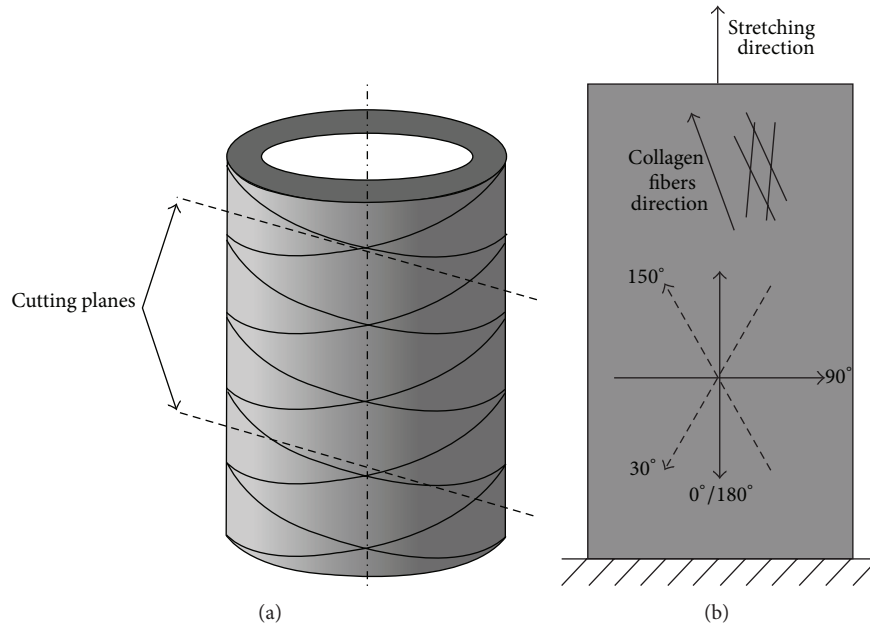 Cutting planes
(a)
Stretching
direction
Collagen
fibers
direction
150°
90°
30°
0°/180°
(b)